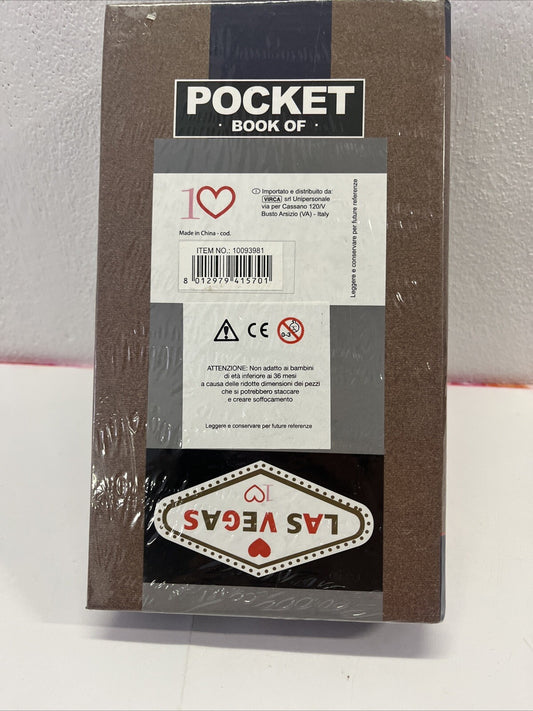 POCKET
· BOOK OF ·
10
Importato e distribuito da:
VIRCA srl Unipersonale
via per Cassano 120/V
Busto Arsizio (VA) - Italy
Made in China - cod.
ITEM NO.: 10093981
8 012979 415701
Leggere e conservare per future referenze
CE
0-3
ATTENZIONE: Non adatto ai bambini
di età inferiore ai 36 mesi
a causa delle ridotte dimensioni dei pezzi
che si potrebbero staccare
e creare soffocamento
Leggere e conservare per future referenze
LAS VEGAS
10